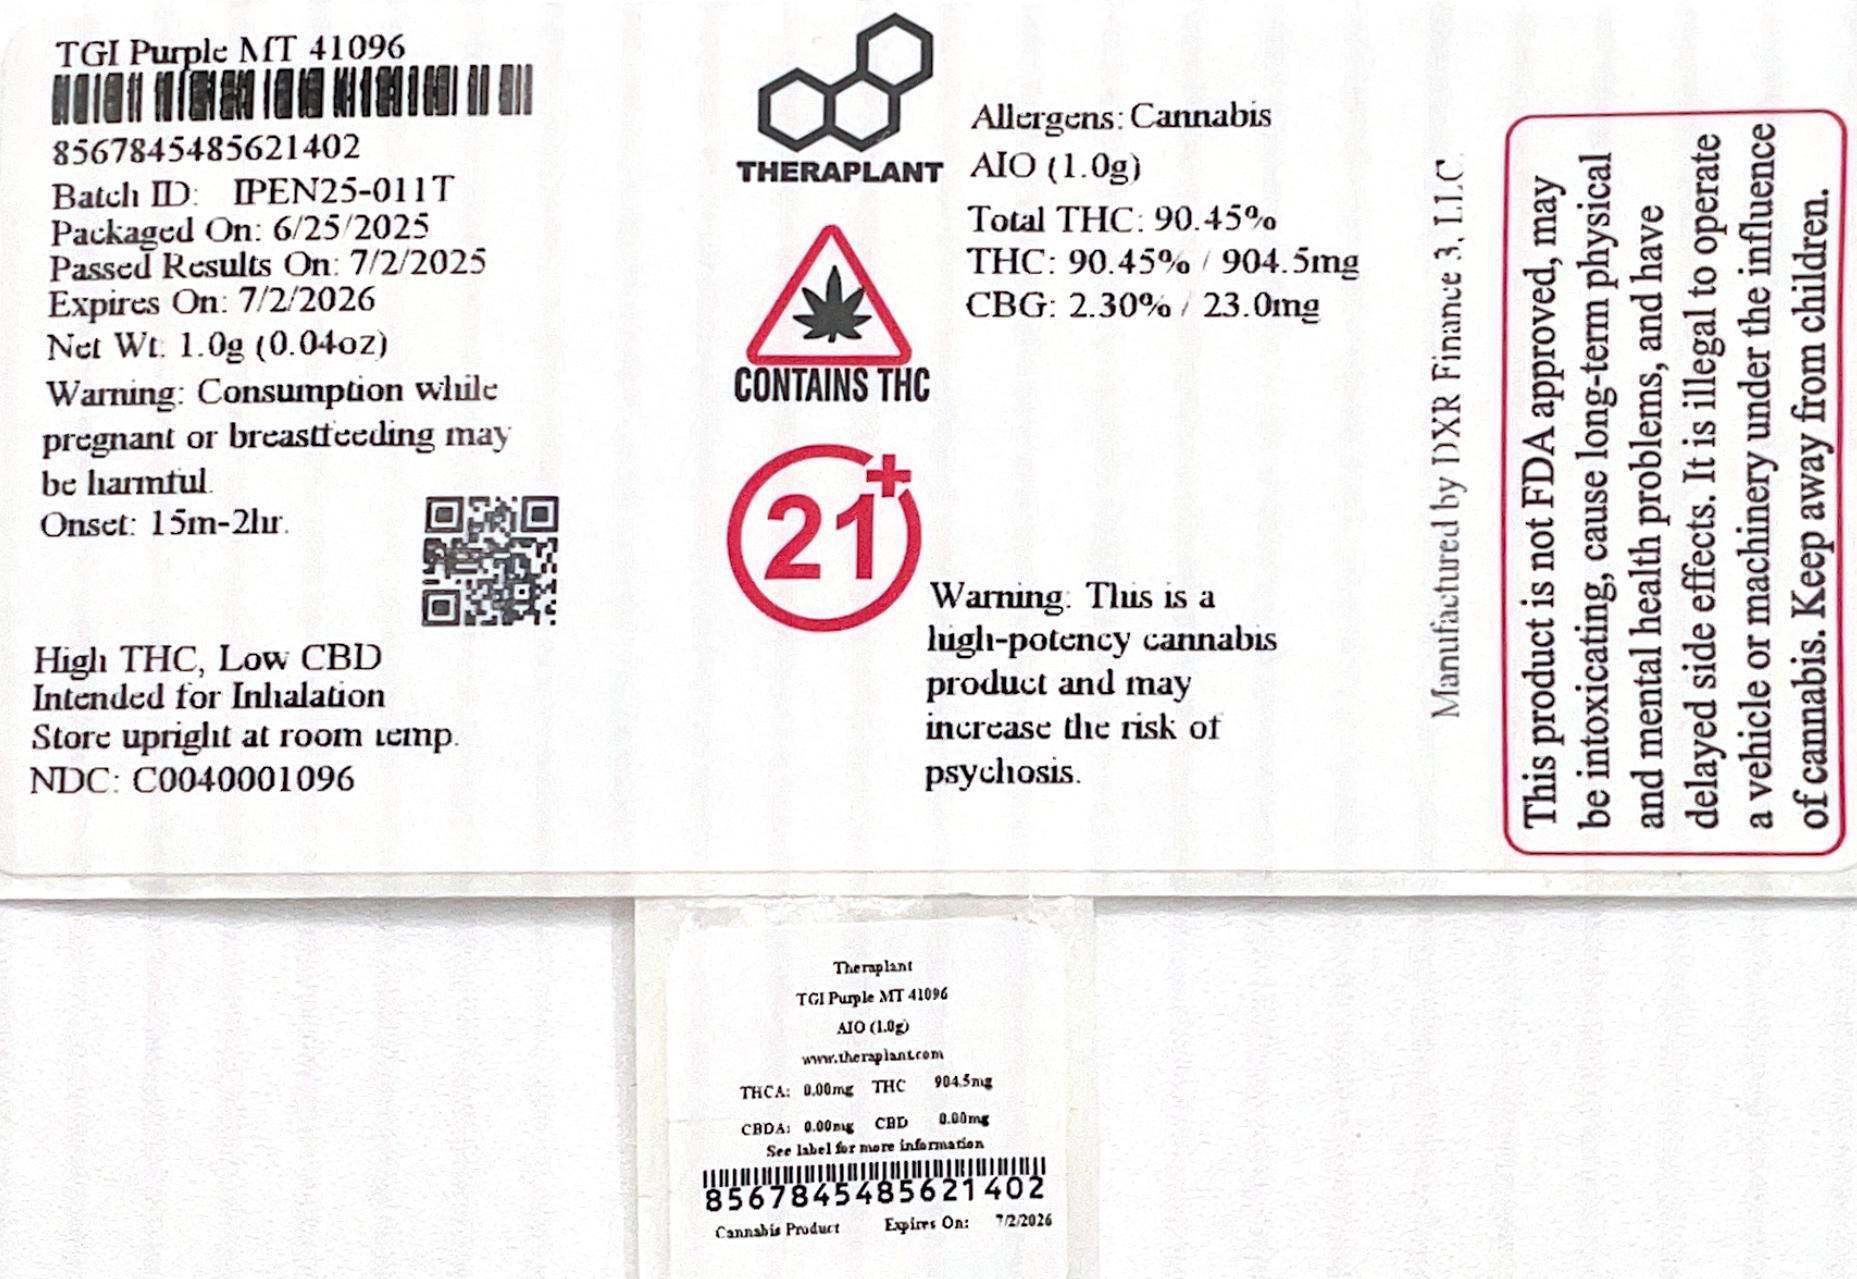 TGI Purple MT 41096
8567845485621402
Batch ID: IPEN25-011T
Packaged On: 6/25/2025
Passed Results On: 7/2/2025
Expires On: 7/2/2026
Net Wt: 1.0g (0.04oz)
Warning: Consumption while
pregnant or breastfeeding may
be harmful.
Onset: 15m-2hr.
High THC, Low CBD
Intended for Inhalation
Store upright at room temp.
NDC: C0040001096
THERAPLANT
CONTAINS THC
21+
Allergens: Cannabis
AIO (1.0g)
Total THC: 90.45%
THC: 90.45% / 904.5mg
CBG: 2.30% / 23.0mg
Warning: This is a
high-potency cannabis
product and may
increase the risk of
psychosis.
Manufactured by DXR Finance 3, LLC
This product is not FDA approved, may
be intoxicating, cause long-term physical
and mental health problems, and have
delayed side effects. It is illegal to operate
a vehicle or machinery under the influence
of cannabis. Keep away from children.
Theraplant
TGI Purple MT 41096
AIO (1.0g)
www.theraplant.com
THCA: 0.00mg THC 904.5mg
CBDA: 0.00mg CBD 0.00mg
See label for more information
8567845485621402
Cannabis Product Expires On: 7/2/2026